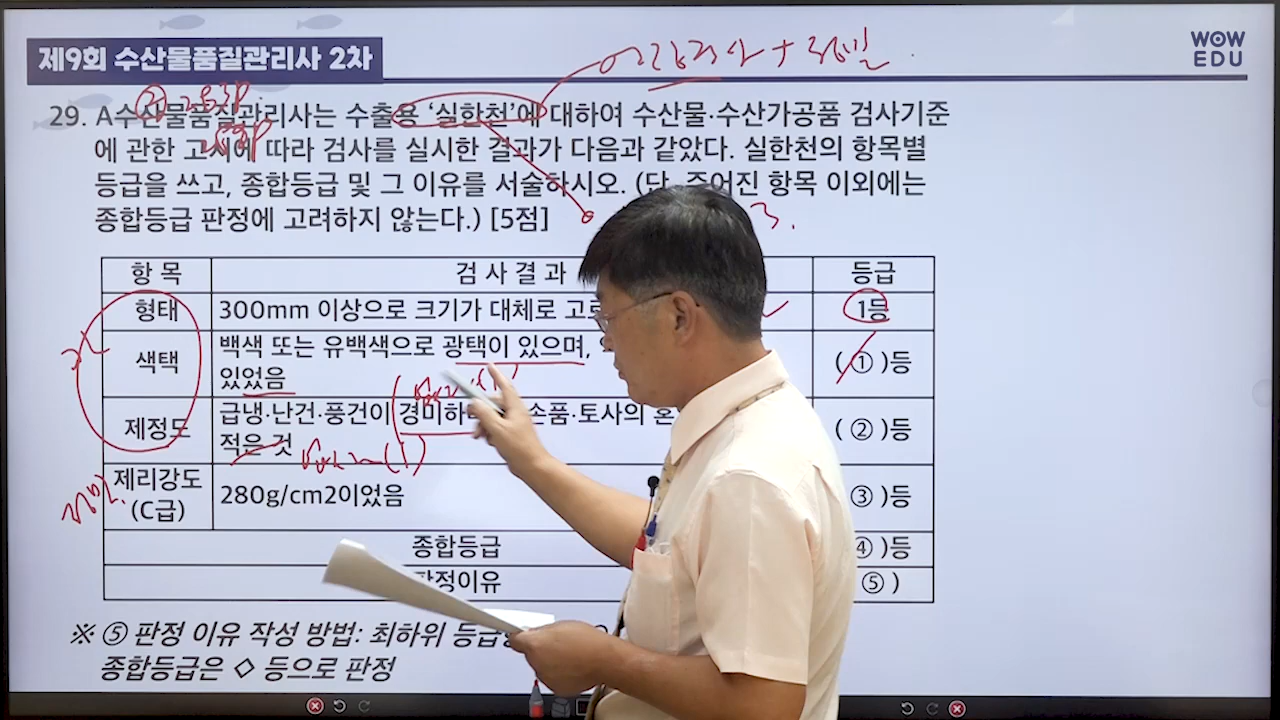 제9회 수산물품질관리사 2차
WOW
EDU
29. A수산물품질관리사는 수출용 ‘실한천’에 대하여 수산물·수산가공품 검사기준
에 관한 고시에 따라 검사를 실시한 결과가 다음과 같았다. 실한천의 항목별
등급을 쓰고, 종합등급 및 그 이유를 서술하시오. (단, 주어진 항목 이외에는
종합등급 판정에 고려하지 않는다.) [5점]
항 목 검 사 결 과 등급
형태 300mm 이상으로 크기가 대체로 고르 1등
색택 백색 또는 유백색으로 광택이 있으며, ( ① )등
있었음
제정도 급냉·난건·풍건이 경미하 손품·토사의 혼 ( ② )등
적은 것
제리강도 280g/cm2이었음 ③ )등
(C급)
종합등급 ④ )등
판정이유 ⑤ )
※ ⑤ 판정 이유 작성 방법: 최하위 등급
종합등급은 ◇ 등으로 판정